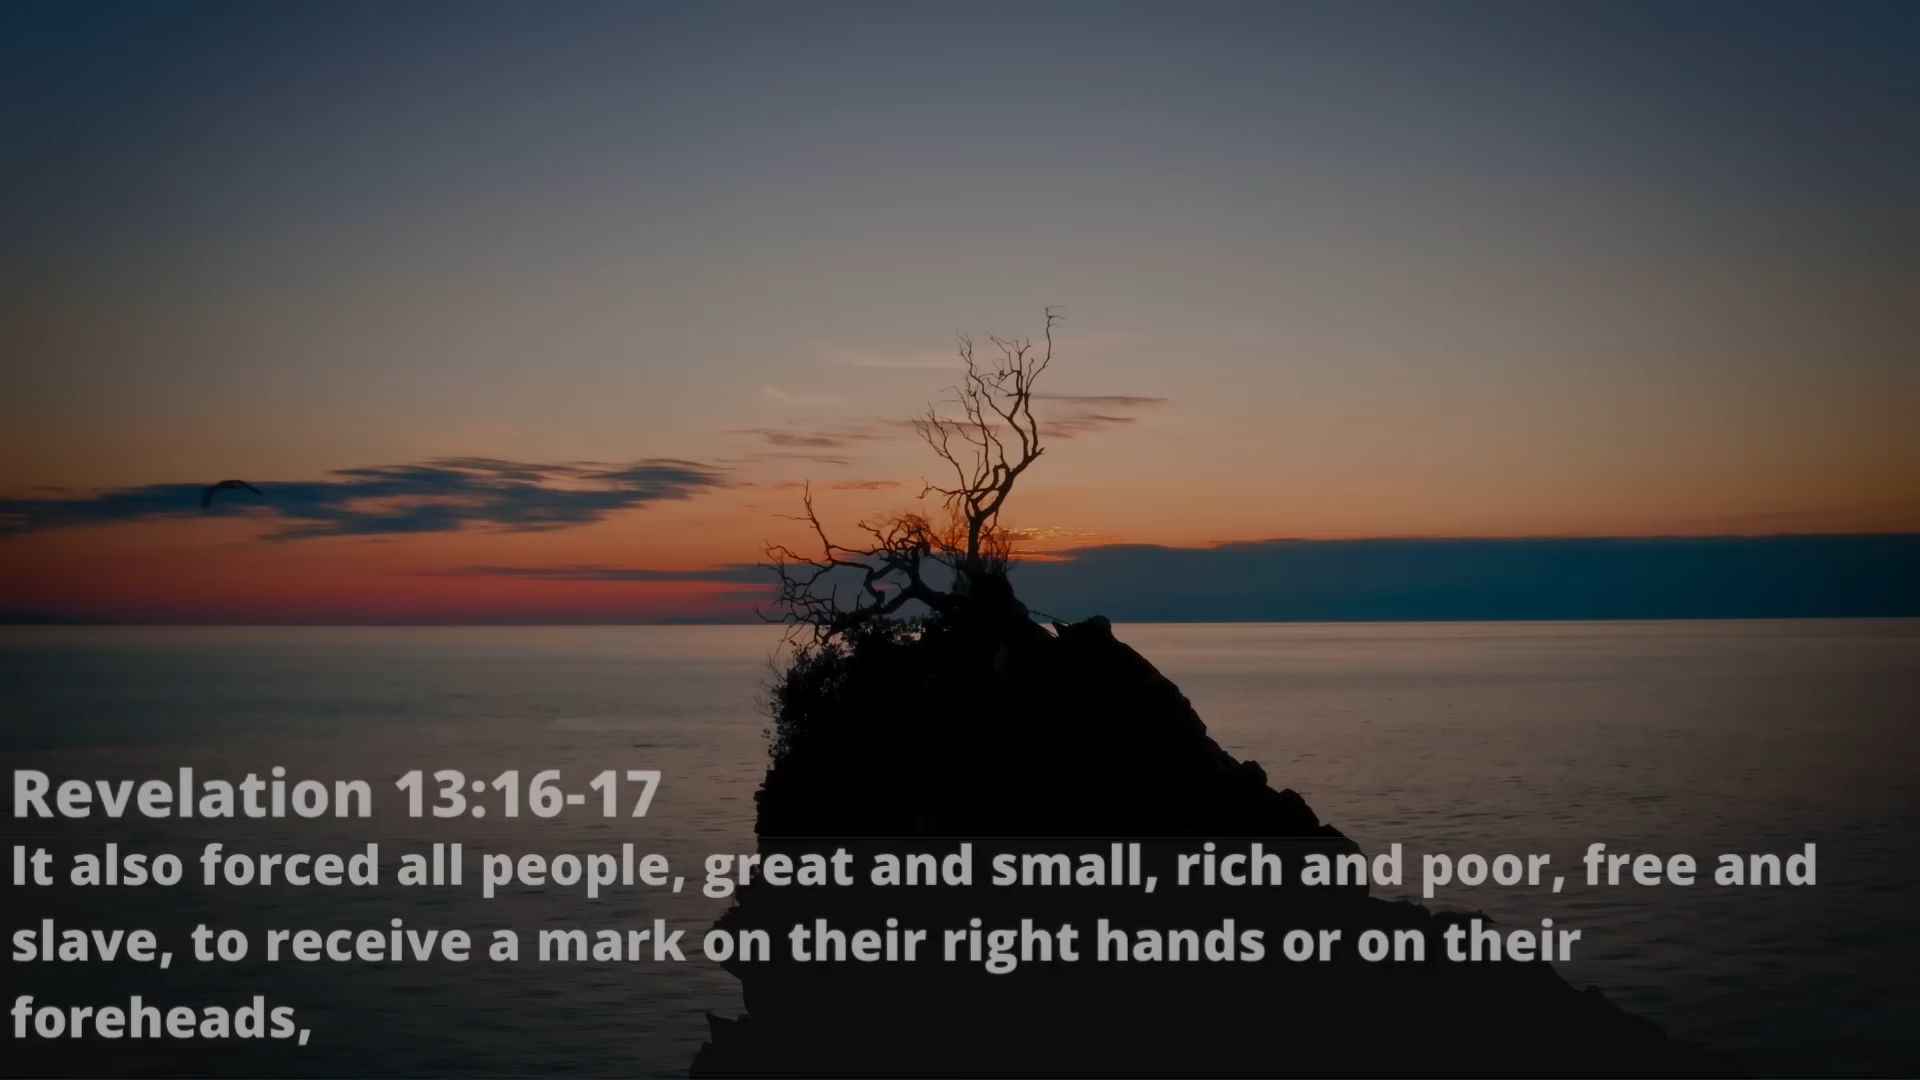 Revelation 13:16-17
It also forced all people, great and small, rich and poor, free and
slave, to receive a mark on their right hands or on their
foreheads,